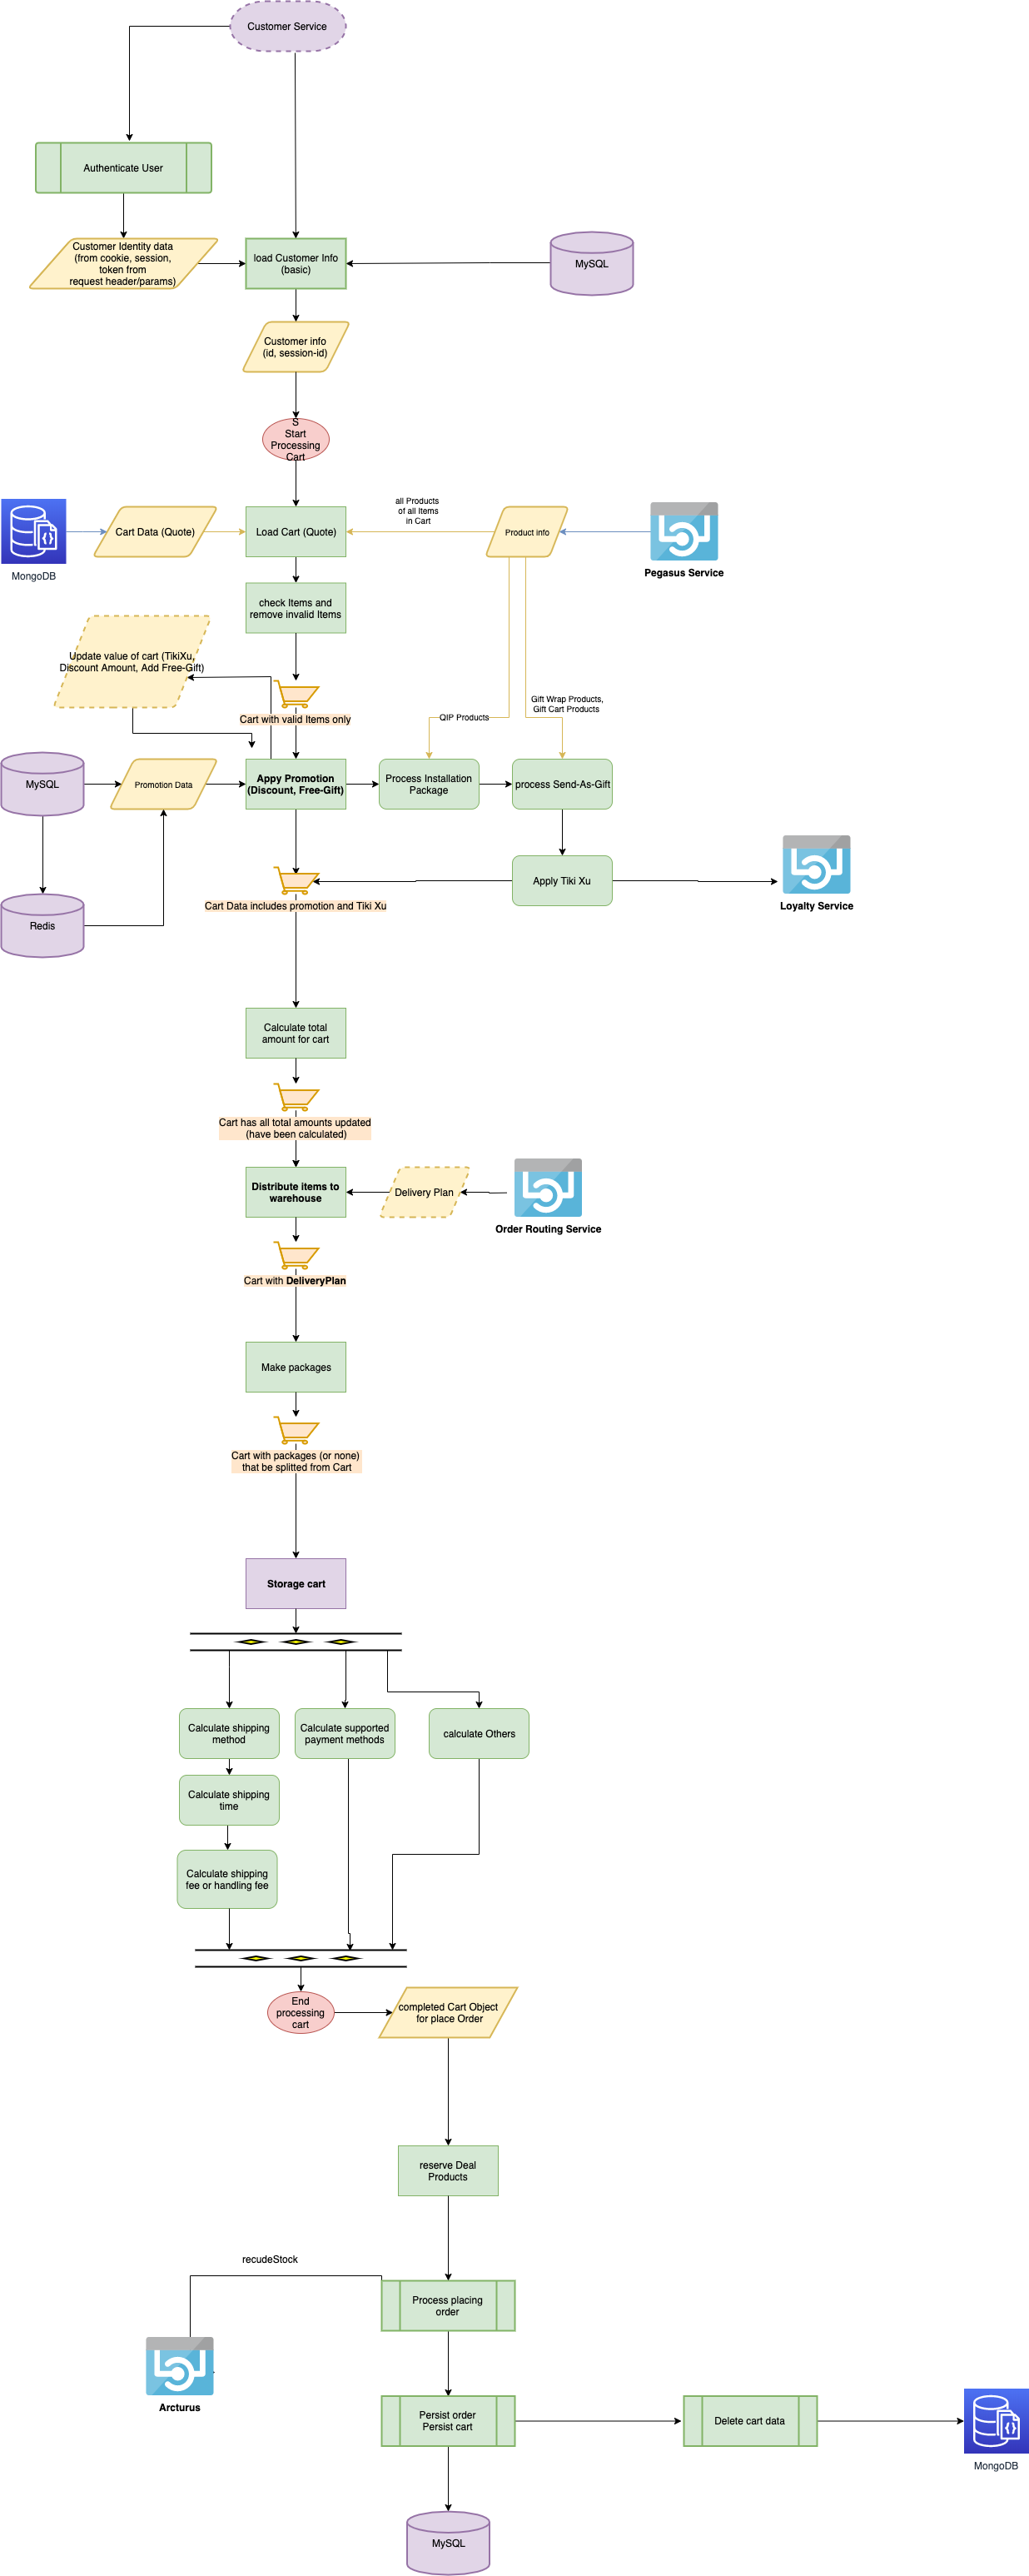 Customer Service
Authenticate User
Customer Identity data
(from cookie, session,
token from
request header/params)
load Customer Info
(basic)
MySQL
Customer info
(id, session-id)
S
Start
Processing
Cart
all Products
of all Items
in Cart
MongoDB
Cart Data (Quote)
Load Cart (Quote)
Product info
Pegasus Service
check Items and
remove invalid Items
Update value of cart (TikiXu,
Discount Amount, Add Free-Gift)
Cart with valid Items only
QIP Products
Gift Wrap Products,
Gift Cart Products
MySQL
Promotion Data
Appy Promotion
(Discount, Free-Gift)
Process Installation
Package
process Send-As-Gift
Apply Tiki Xu
Loyalty Service
Cart Data includes promotion and Tiki Xu
Redis
Calculate total
amount for cart
Cart has all total amounts updated
(have been calculated)
Distribute items to
warehouse
Delivery Plan
Order Routing Service
Cart with DeliveryPlan
Make packages
Cart with packages (or none)
that be splitted from Cart
Storage cart
Calculate shipping
method
Calculate supported
payment methods
calculate Others
Calculate shipping
time
Calculate shipping
fee or handling fee
End
processing
cart
completed Cart Object
for place Order
reserve Deal
Products
recudeStock
Process placing
order
Arcturus
Persist order
Persist cart
Delete cart data
MongoDB
MySQL